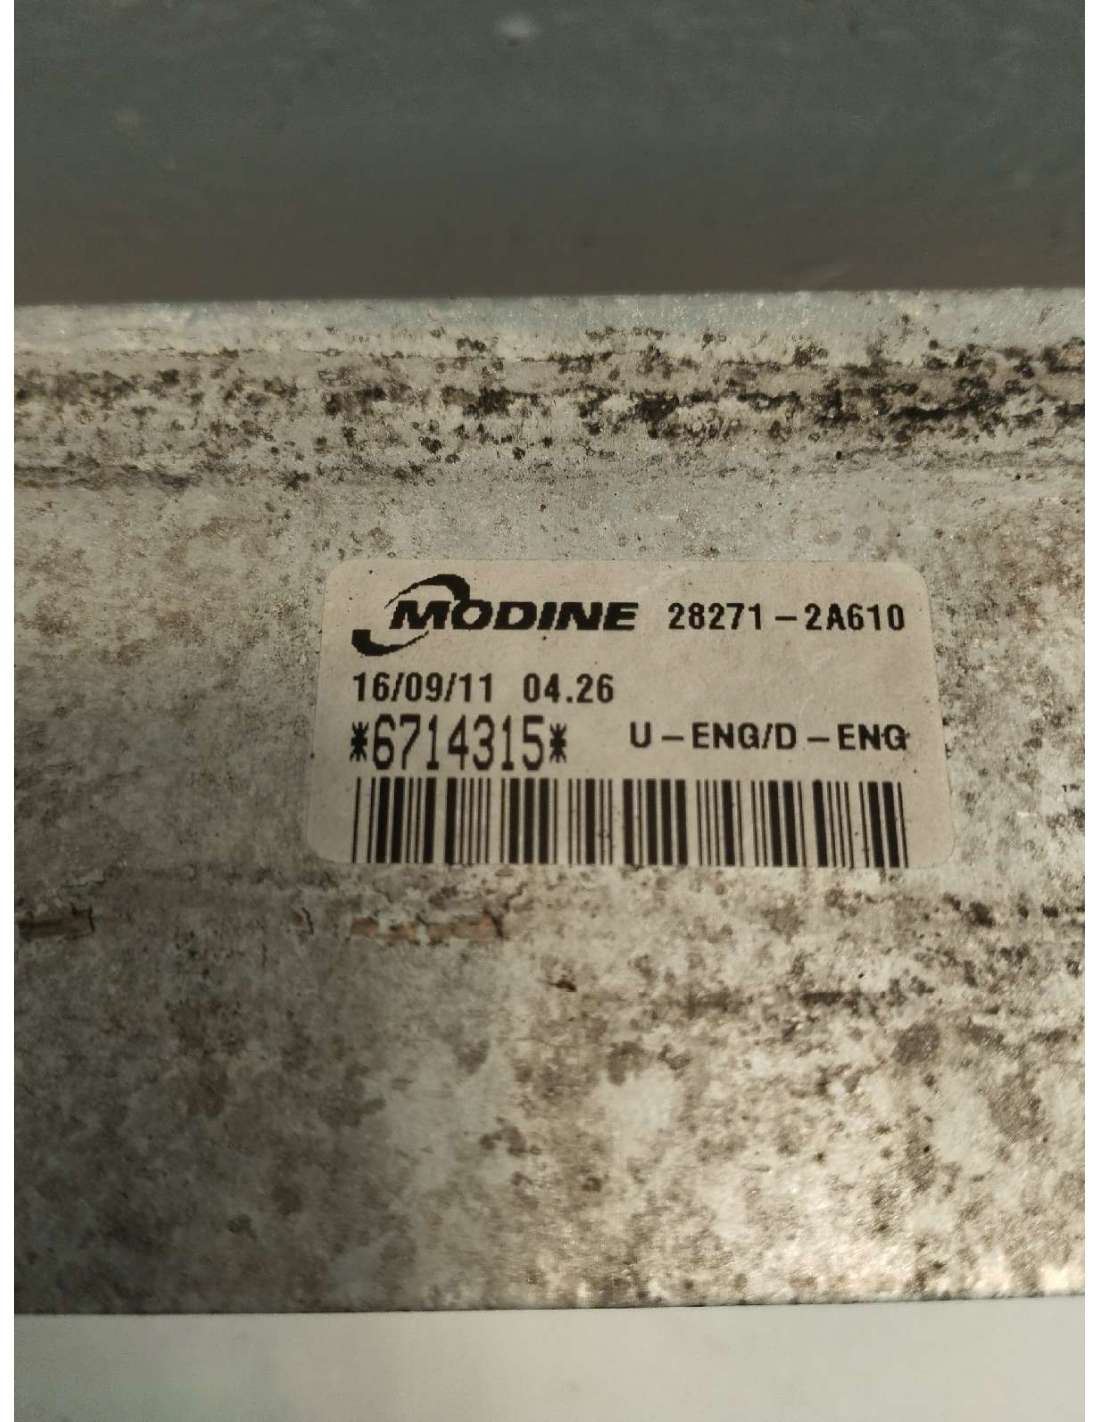 MODINE 28271-2A610
16/09/11 04.26
*6714315* U-ENG/D-ENG